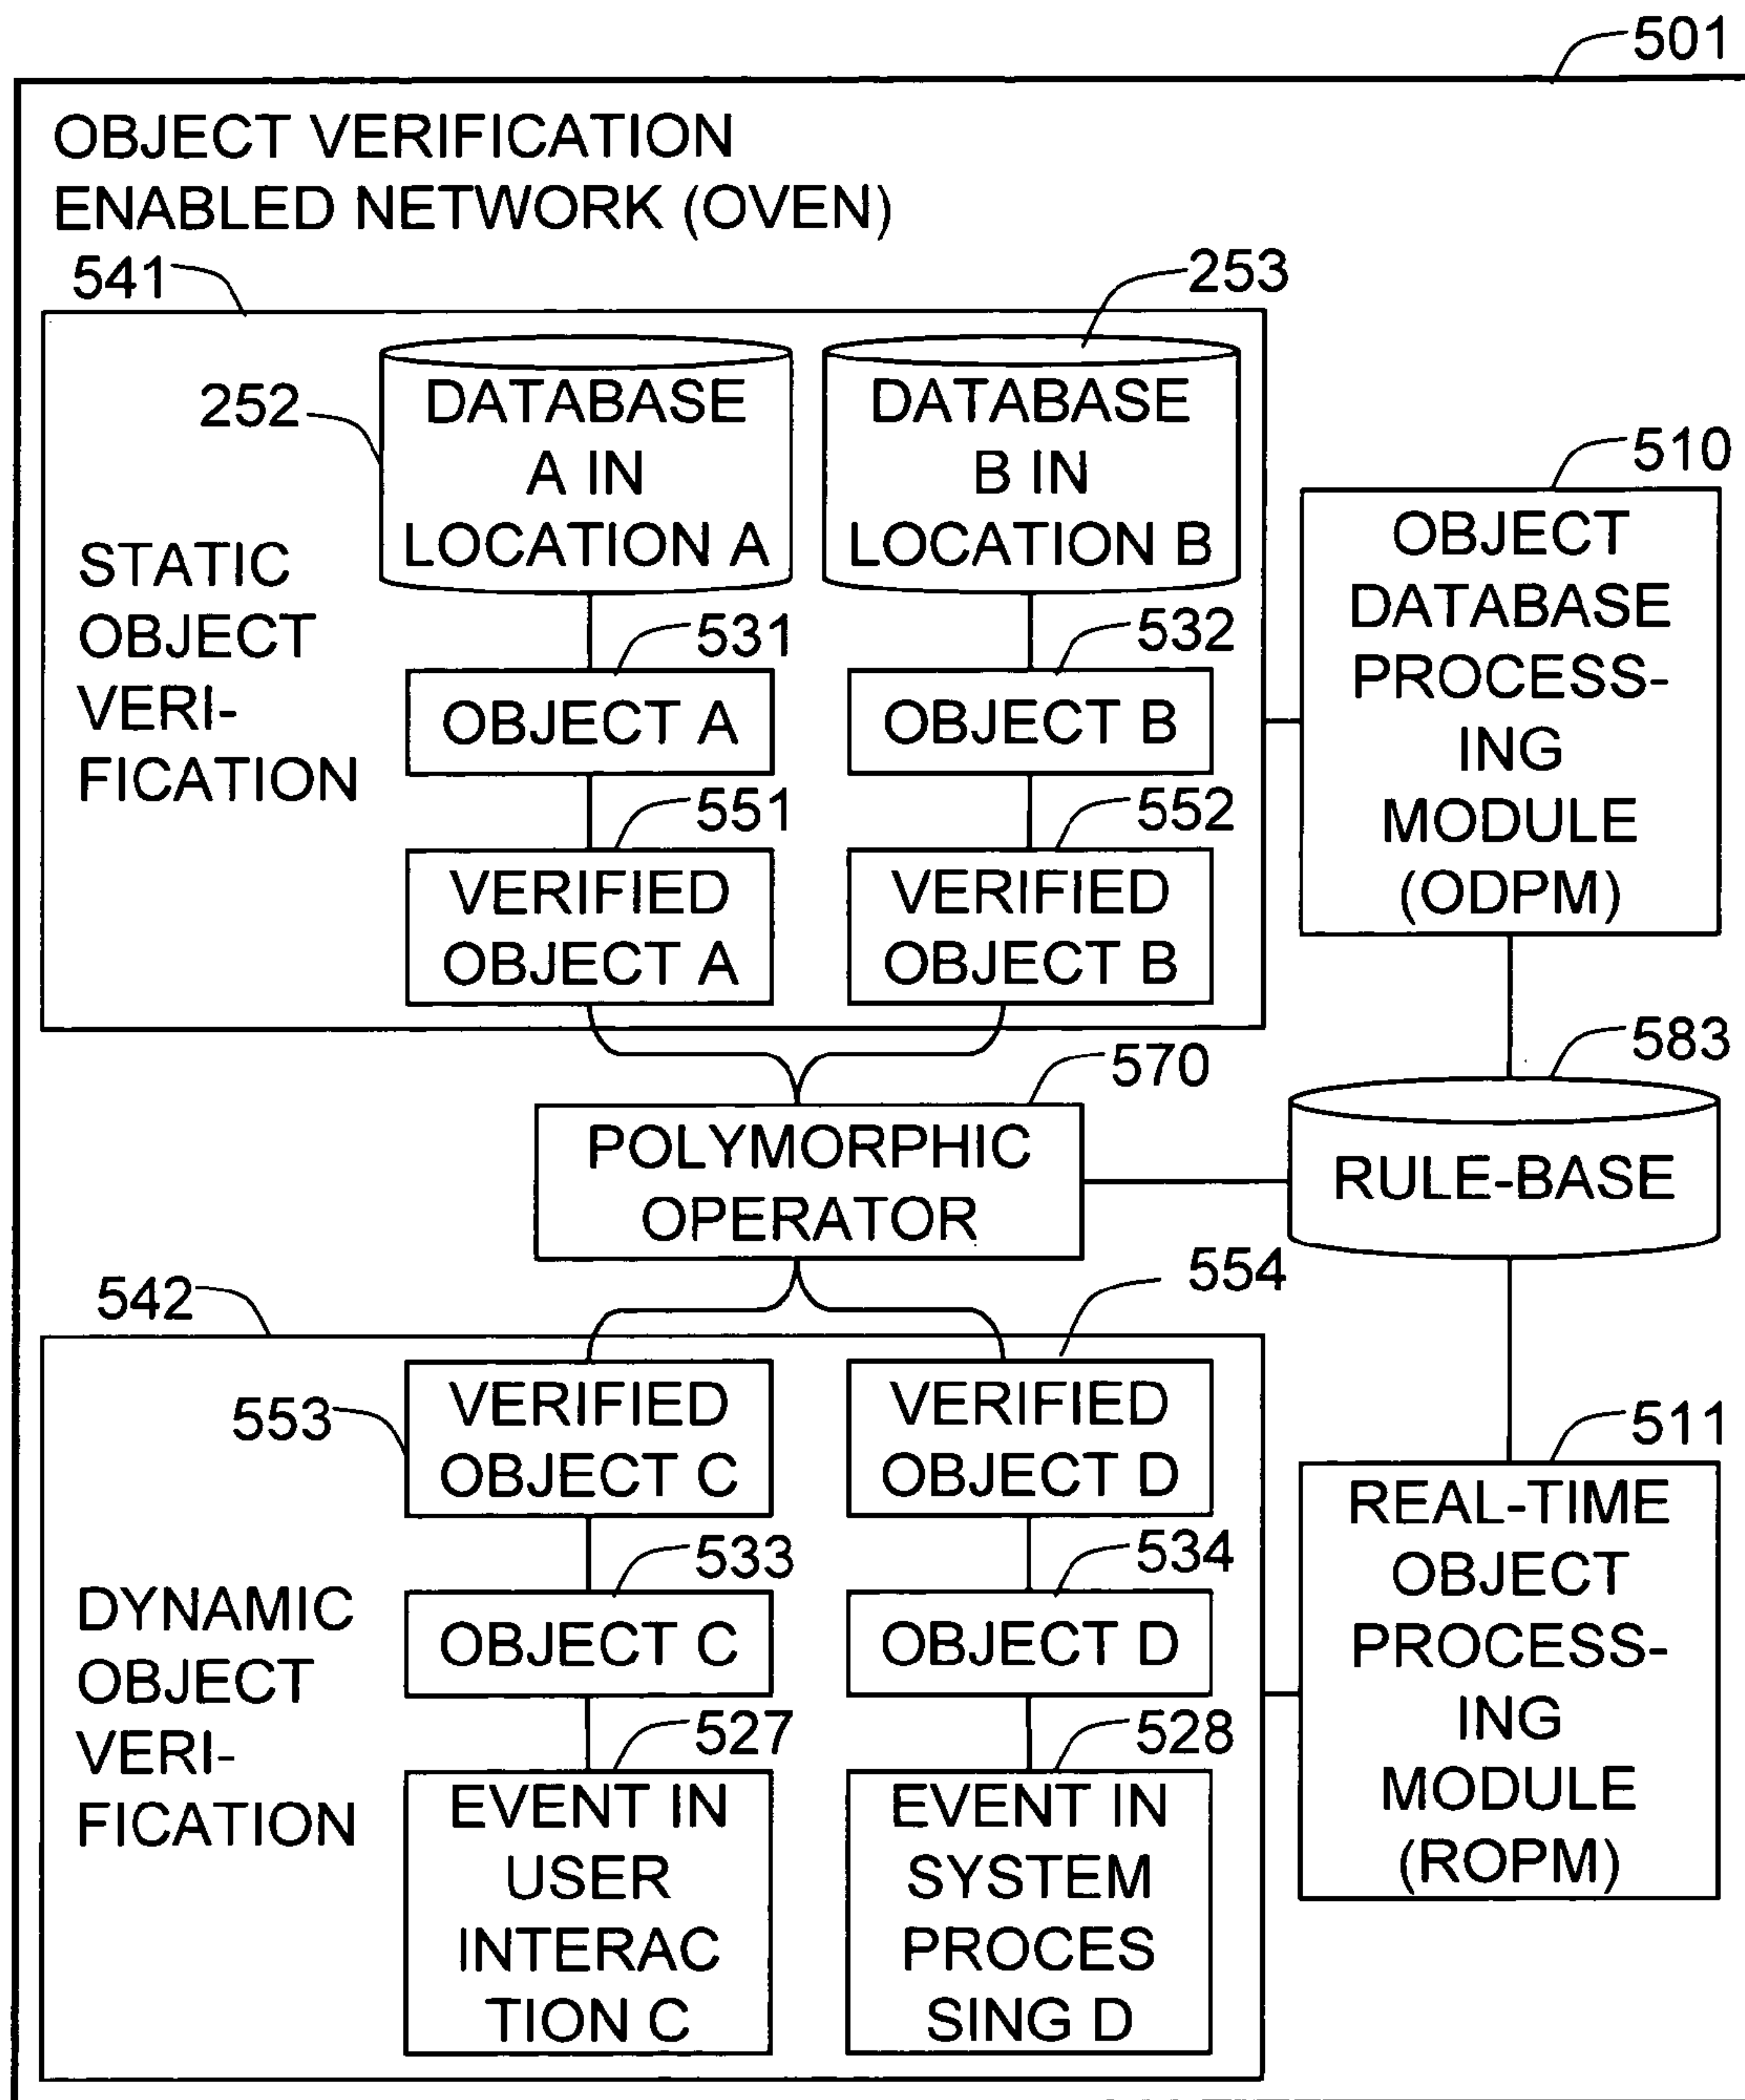 501
OBJECT VERIFICATION
ENABLED NETWORK (OVEN)
541
253
252
DATABASE
A IN
LOCATION A
DATABASE
B IN
LOCATION B
STATIC
OBJECT
VERI-
FICATION
531
532
OBJECT A
OBJECT B
551
552
VERIFIED
OBJECT A
VERIFIED
OBJECT B
510
OBJECT
DATABASE
PROCESS-
ING
MODULE
(ODPM)
570
POLYMORPHIC
OPERATOR
583
RULE-BASE
542
554
553
VERIFIED
OBJECT C
VERIFIED
OBJECT D
533
534
OBJECT C
OBJECT D
DYNAMIC
OBJECT
VERI-
FICATION
527
528
EVENT IN
USER
INTERAC
TION C
EVENT IN
SYSTEM
PROCES
SING D
511
REAL-TIME
OBJECT
PROCESS-
ING
MODULE
(ROPM)